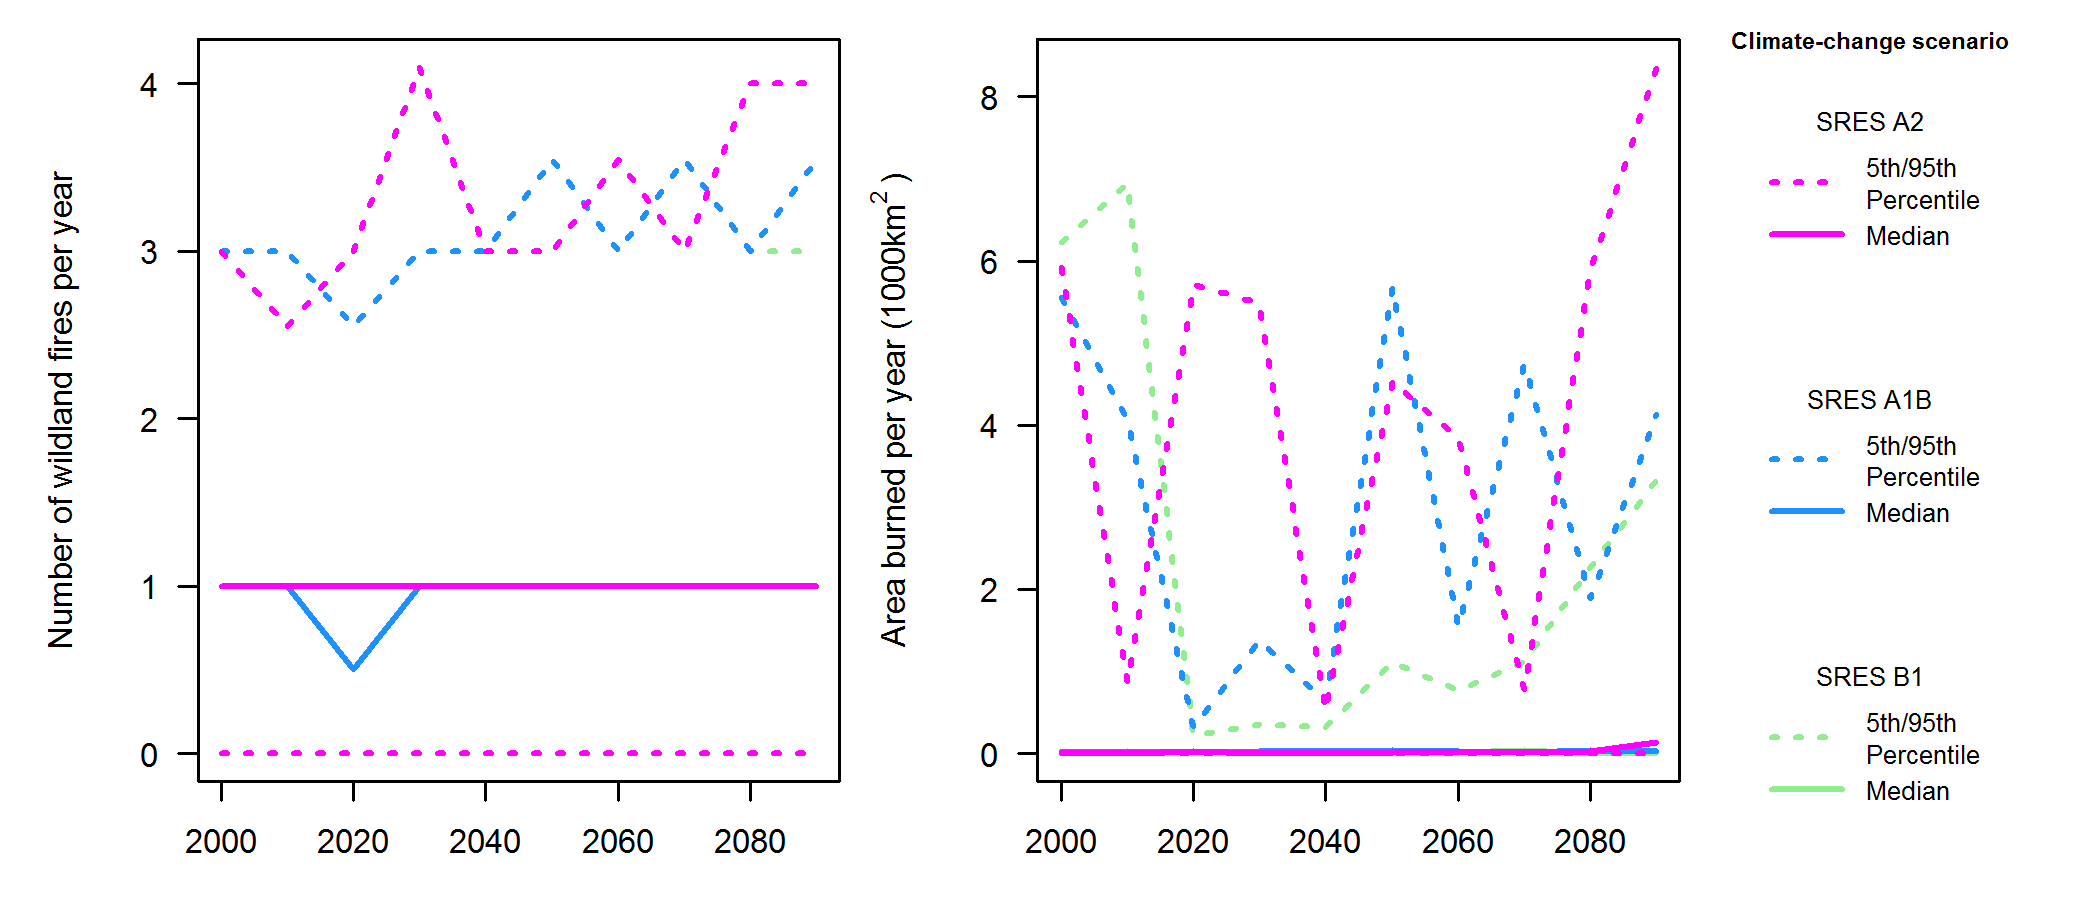 Number of wildland fires per year
4
3
2
1
0
2000 2020 2040 2060 2080
Area burned per year (1000km²)
8
6
4
2
0
2000 2020 2040 2060 2080
Climate-change scenario
SRES A2
5th/95th
Percentile
Median
SRES A1B
5th/95th
Percentile
Median
SRES B1
5th/95th
Percentile
Median